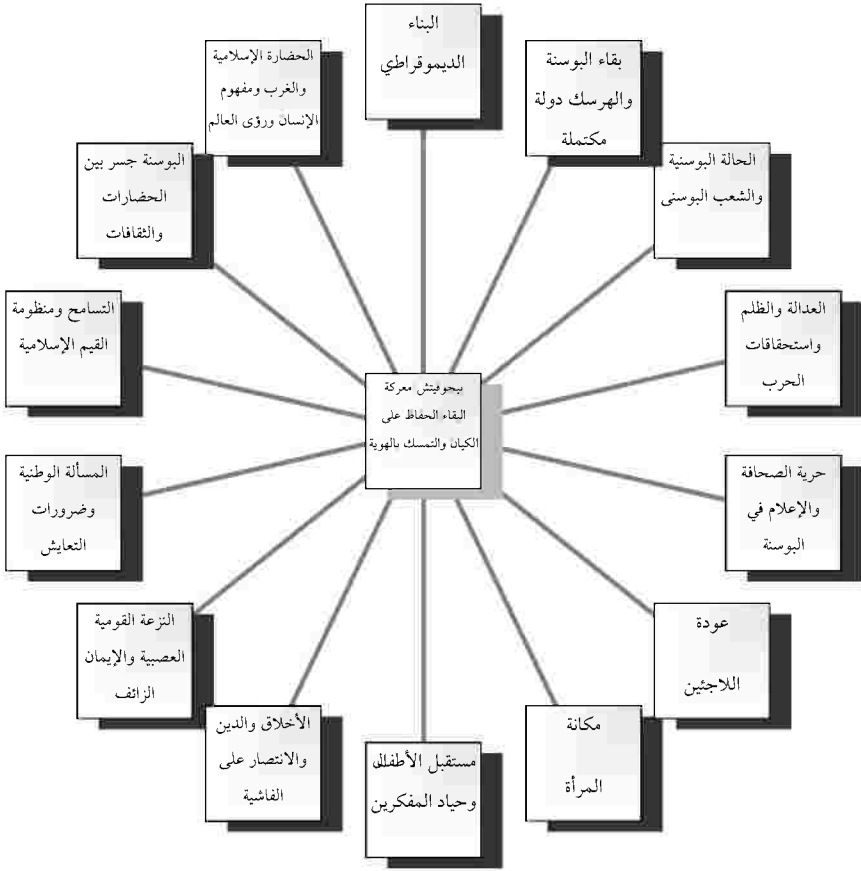 البناء
الديموقراطي
بقاء البوسنة
والهرسك دولة
مكتملة
الحالة البوسنية
والشعب البوسنى
العدالة والظلم
واستحقاقات
الحرب
حرية الصحافة
والإعلام في
البوسنة
عودة
اللاجئين
مكانة
المرأة
مستقبل الأطفال
وحياد المفكرين
الأخلاق والدين
والانتصار على
الفاشية
النزعة القومية
العصبية والإيمان
الزائف
المسألة الوطنية
وضرورات
التعايش
التسامح ومنظومة
القيم الإسلامية
البوسنة جسر بين
الحضارات
والثقافات
الحضارة الإسلامية
والغرب ومفهوم
الإنسان ورؤى العالم
بيجوفيتش معركة
البقاء الحفاظ على
الكيان والتمسك بالهوية